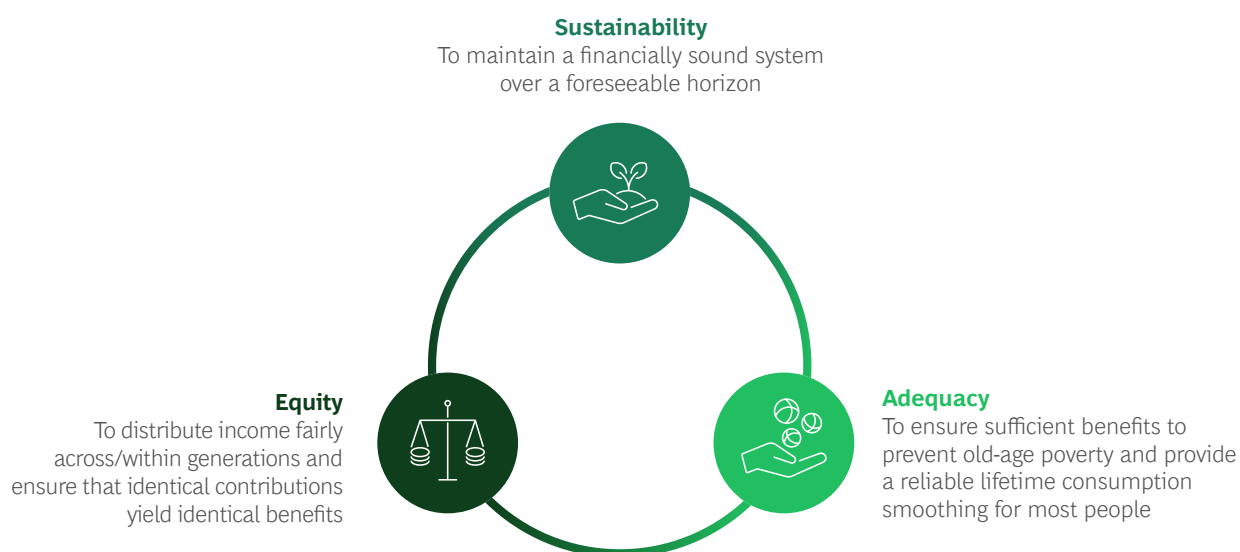 Sustainability
To maintain a financially sound system
over a foreseeable horizon
Equity
To distribute income fairly
across/within generations and
ensure that identical contributions
yield identical benefits
Adequacy
To ensure sufficient benefits to
prevent old-age poverty and provide
a reliable lifetime consumption
smoothing for most people